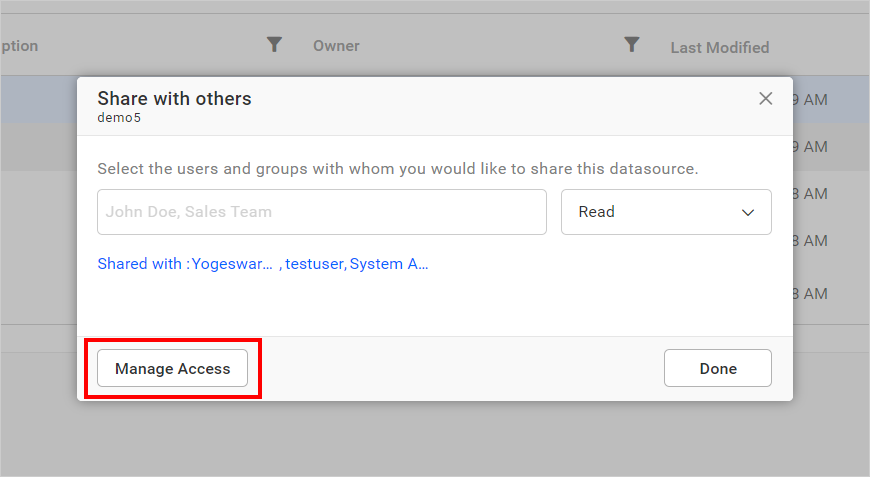 ption Owner Last Modified
Share with others
demo5
9 AM
Select the users and groups with whom you would like to share this datasource.
9 AM
8 AM
John Doe, Sales Team Read
8 AM
Shared with : Yogeswar... , testuser, System A...
8 AM
Manage Access Done